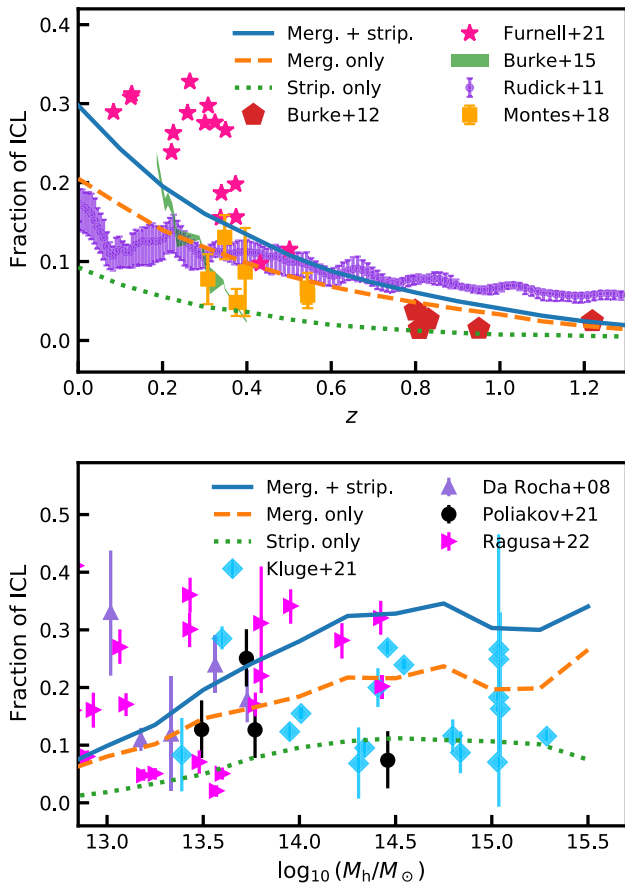 Merg. + strip.
Merg. only
Strip. only
Burke+12
Furnell+21
Burke+15
Rudick+11
Montes+18
Fraction of ICL
0.4
0.3
0.2
0.1
0.0
0.0 0.2 0.4 0.6 0.8 1.0 1.2
z
Merg. + strip.
Merg. only
Strip. only
Kluge+21
Da Rocha+08
Poliakov+21
Ragusa+22
Fraction of ICL
0.5
0.4
0.3
0.2
0.1
0.0
13.0 13.5 14.0 14.5 15.0 15.5
log₁₀(Mₕ/M⊙)